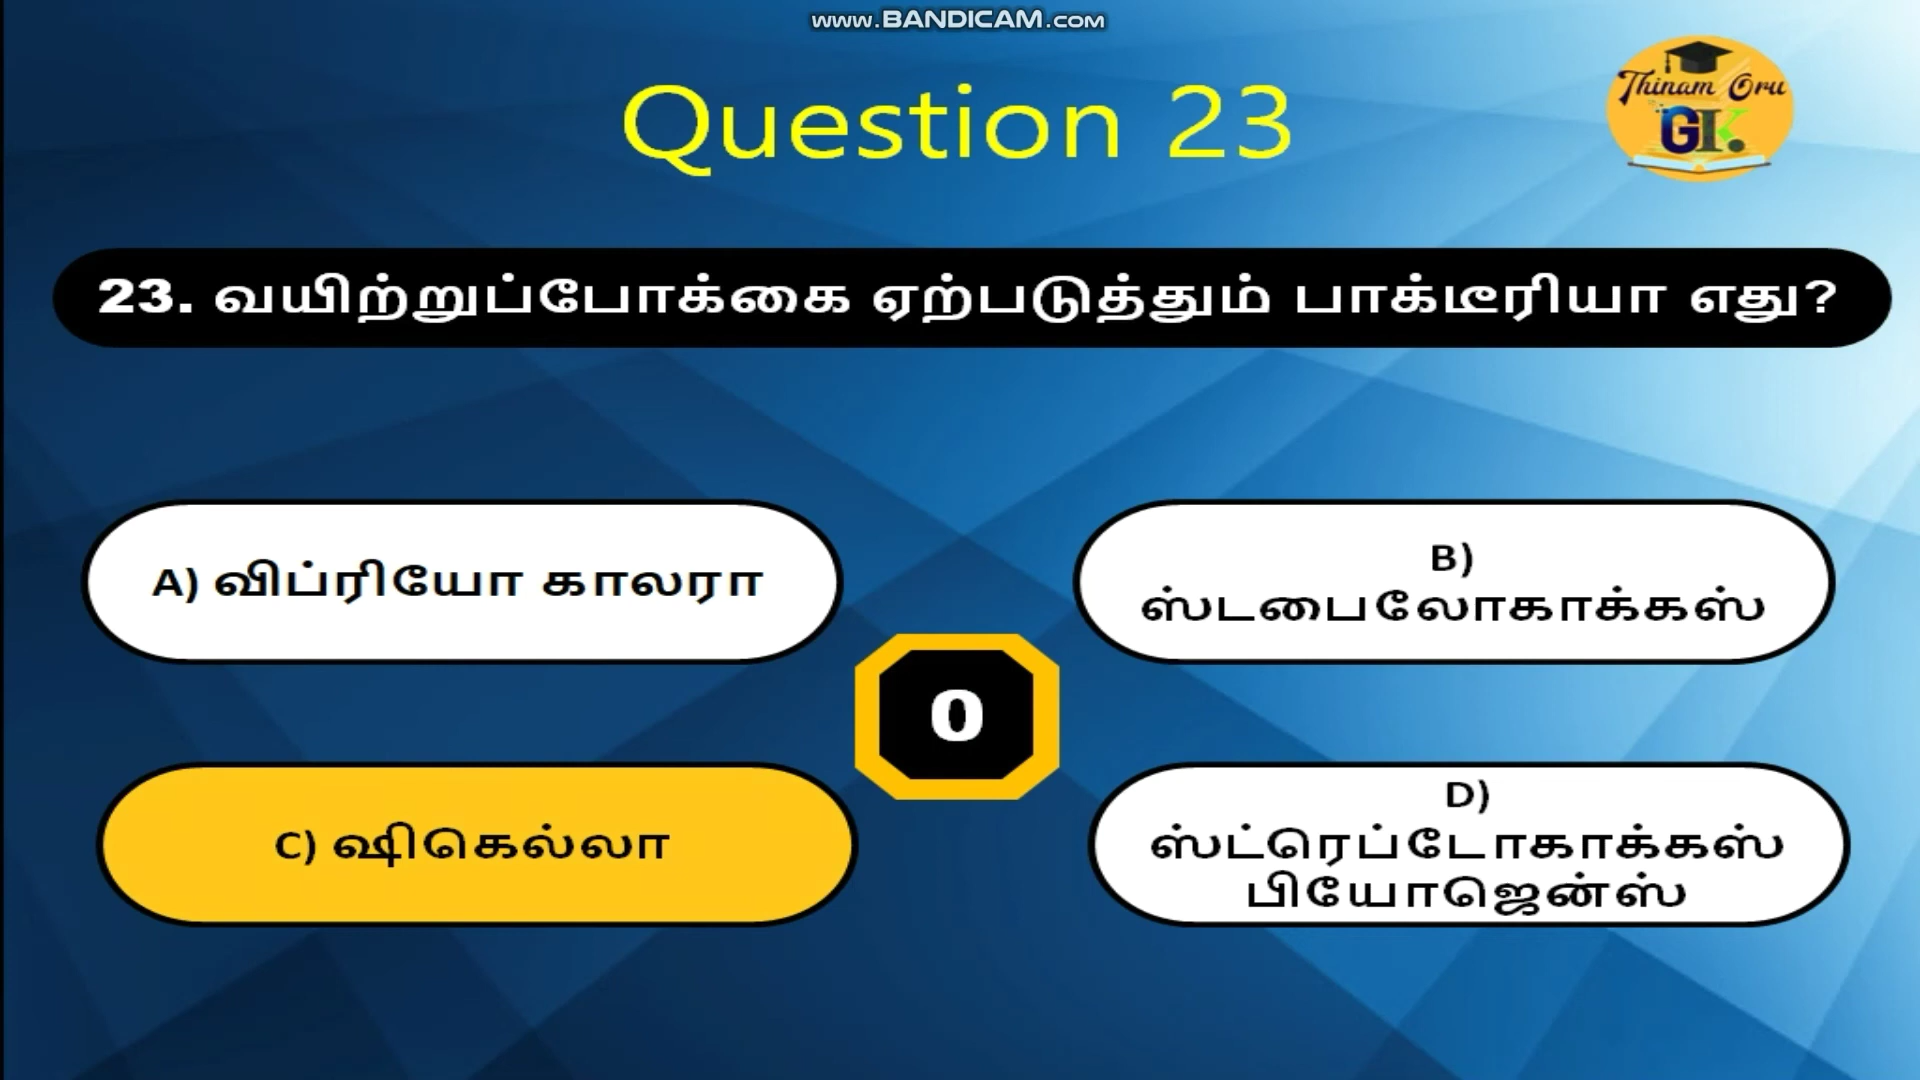 www.BANDICAM.com
Thinam Oru
GK.
Question 23
23. வயிற்றுப்போக்கை ஏற்படுத்தும் பாக்டீரியா எது?
A) விப்ரியோ காலரா
B)
ஸ்டபைலோகாக்கஸ்
0
C) ஷிகெல்லா
D)
ஸ்ட்ரெப்டோகாக்கஸ்
பியோஜென்ஸ்